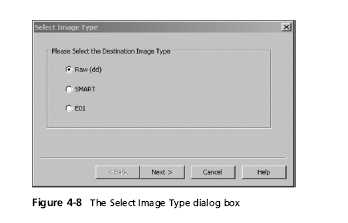 Select Image Type
Please Select the Destination Image Type
Raw (dd)
SMART
E01
< Back
Next >
Cancel
Help
Figure 4-8 The Select Image Type dialog box